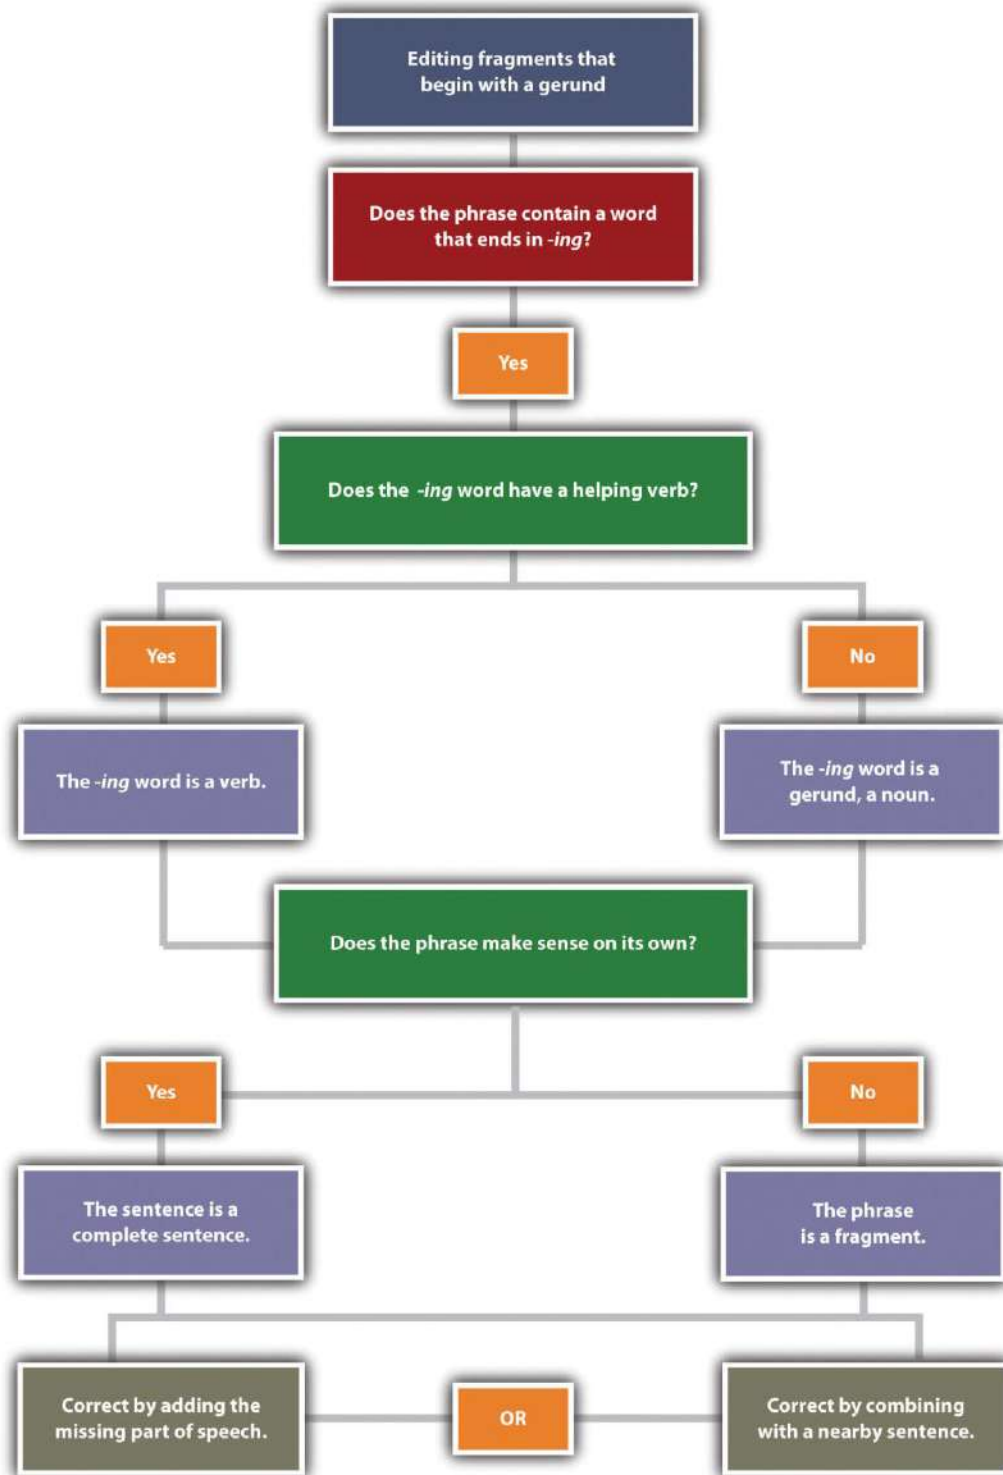 Editing fragments that
begin with a gerund
Does the phrase contain a word
that ends in -ing?
Yes
Does the -ing word have a helping verb?
Yes
No
The -ing word is a verb.
The -ing word is a
gerund, a noun.
Does the phrase make sense on its own?
Yes
No
The sentence is a
complete sentence.
The phrase
is a fragment.
Correct by adding the
missing part of speech.
OR
Correct by combining
with a nearby sentence.